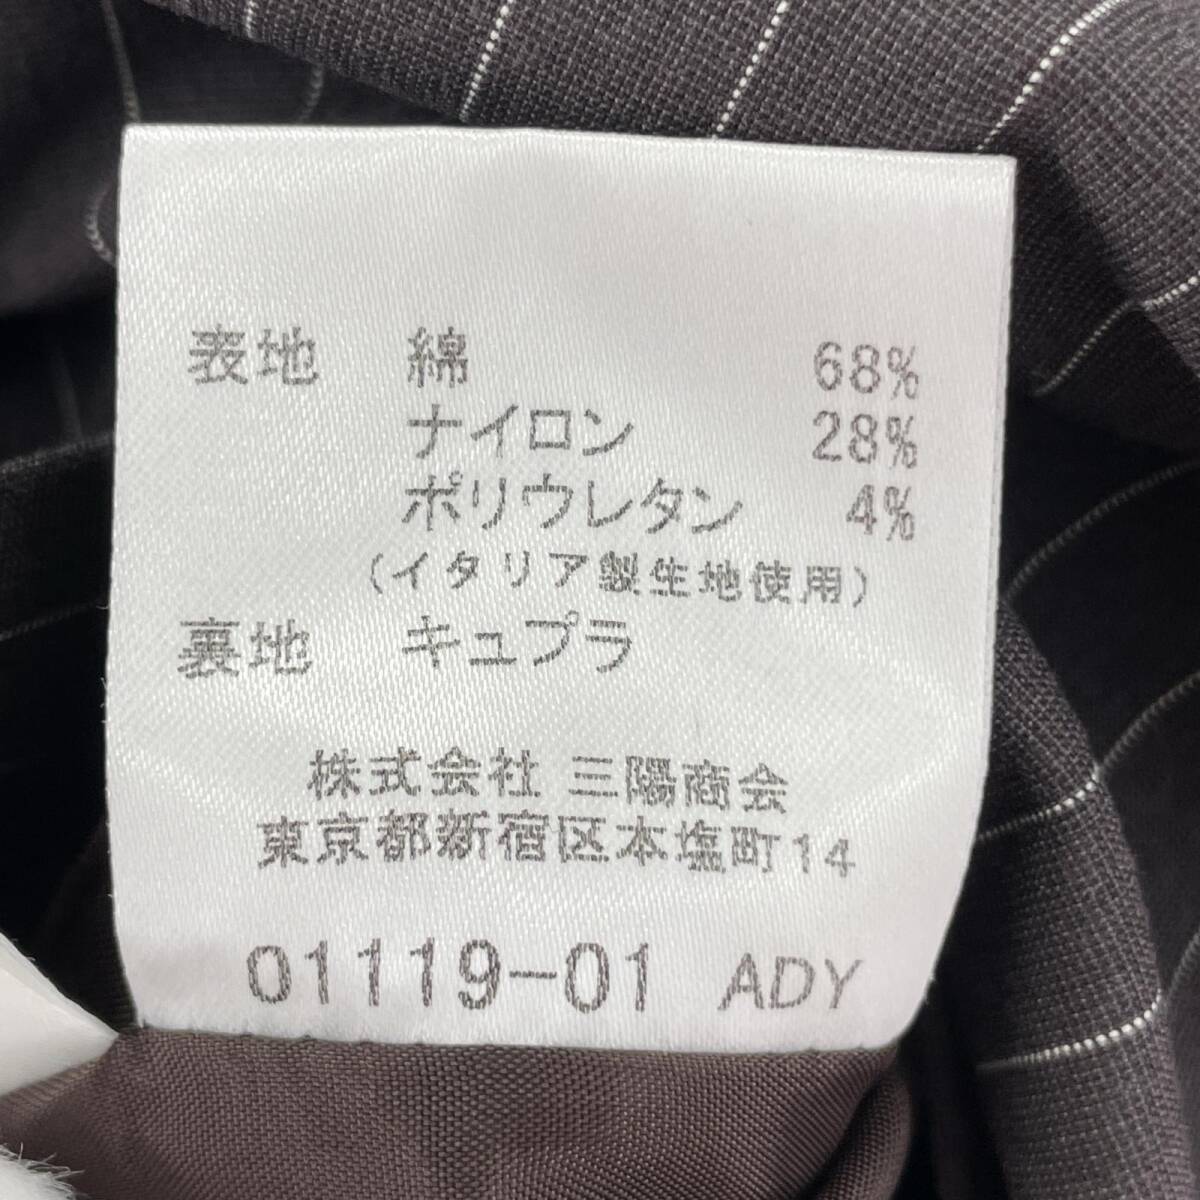 表地 綿 68%
ナイロン 28%
ポリウレタン 4%
(イタリア製生地使用)
裏地 キュプラ
株式会社 三陽商会
東京都新宿区本塩町14
01119-01 ADY